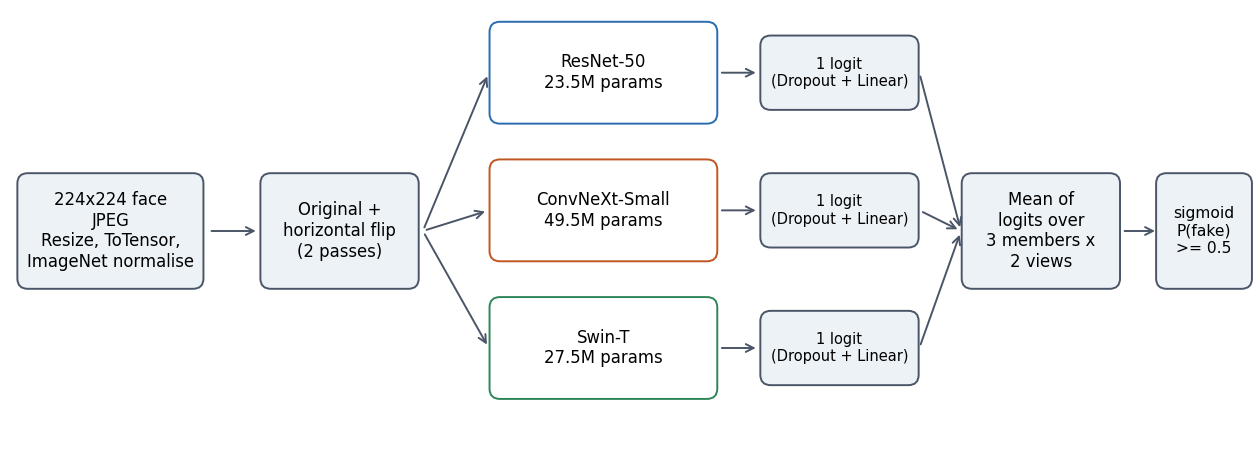 224x224 face
JPEG
Resize, ToTensor,
ImageNet normalise
Original +
horizontal flip
(2 passes)
ResNet-50
23.5M params
1 logit
(Dropout + Linear)
ConvNeXt-Small
49.5M params
1 logit
(Dropout + Linear)
Swin-T
27.5M params
1 logit
(Dropout + Linear)
Mean of
logits over
3 members x
2 views
sigmoid
P(fake)
>= 0.5